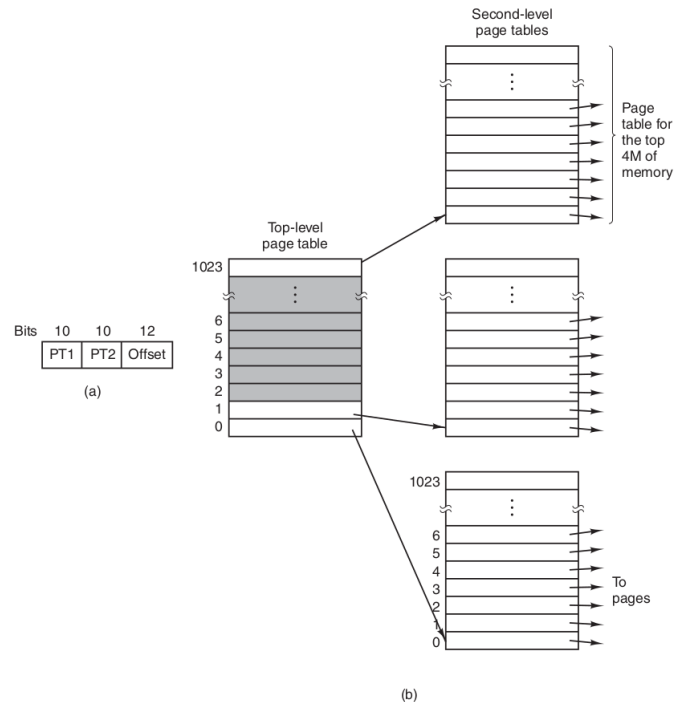 Second-level
page tables
Page
table for
the top
4M of
memory
Top-level
page table
1023
6
5
4
3
2
1
0
Bits 10 10 12
PT1 PT2 Offset
(a)
1023
6
5
4
3
2
1
0
To
pages
(b)